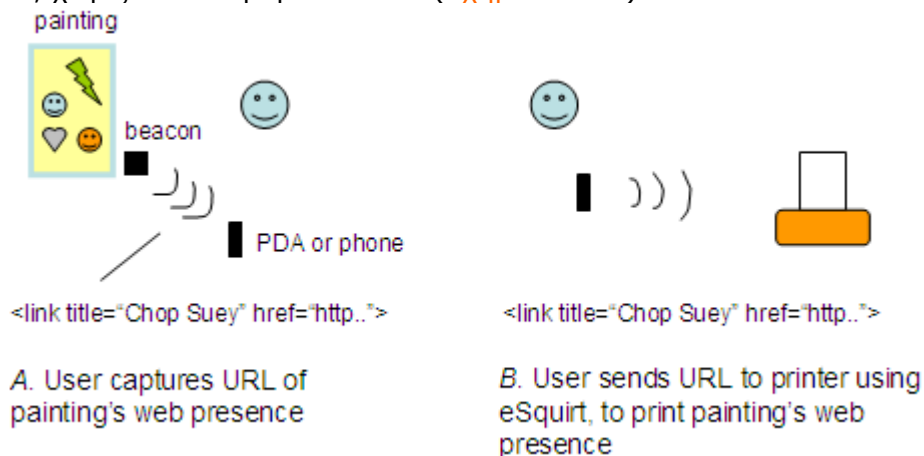 painting
beacon
PDA or phone
<link title="Chop Suey" href="http..">
<link title="Chop Suey" href="http..">
A. User captures URL of
painting's web presence
B. User sends URL to printer using
eSquirt, to print painting's web
presence